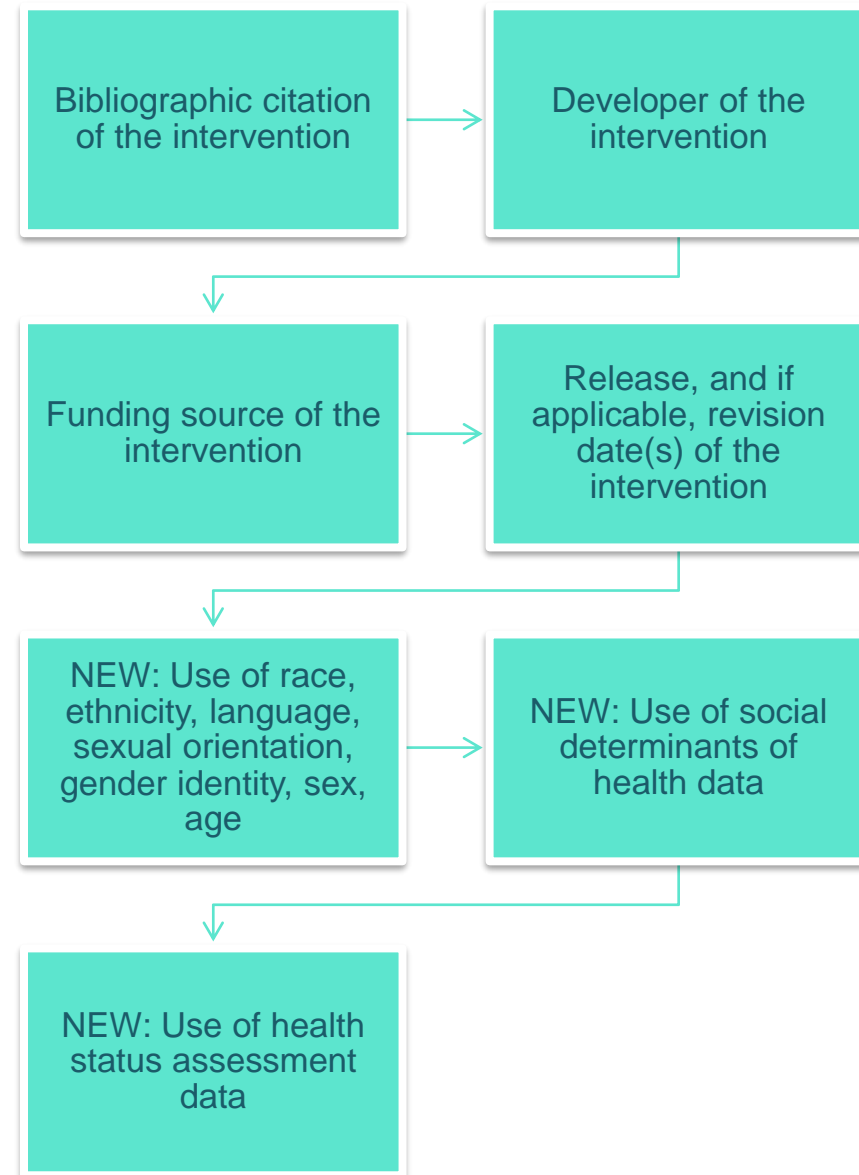 Bibliographic citation
of the intervention
Developer of the
intervention
Funding source of the
intervention
Release, and if
applicable, revision
date(s) of the
intervention
NEW: Use of race,
ethnicity, language,
sexual orientation,
gender identity, sex,
age
NEW: Use of social
determinants of
health data
NEW: Use of health
status assessment
data